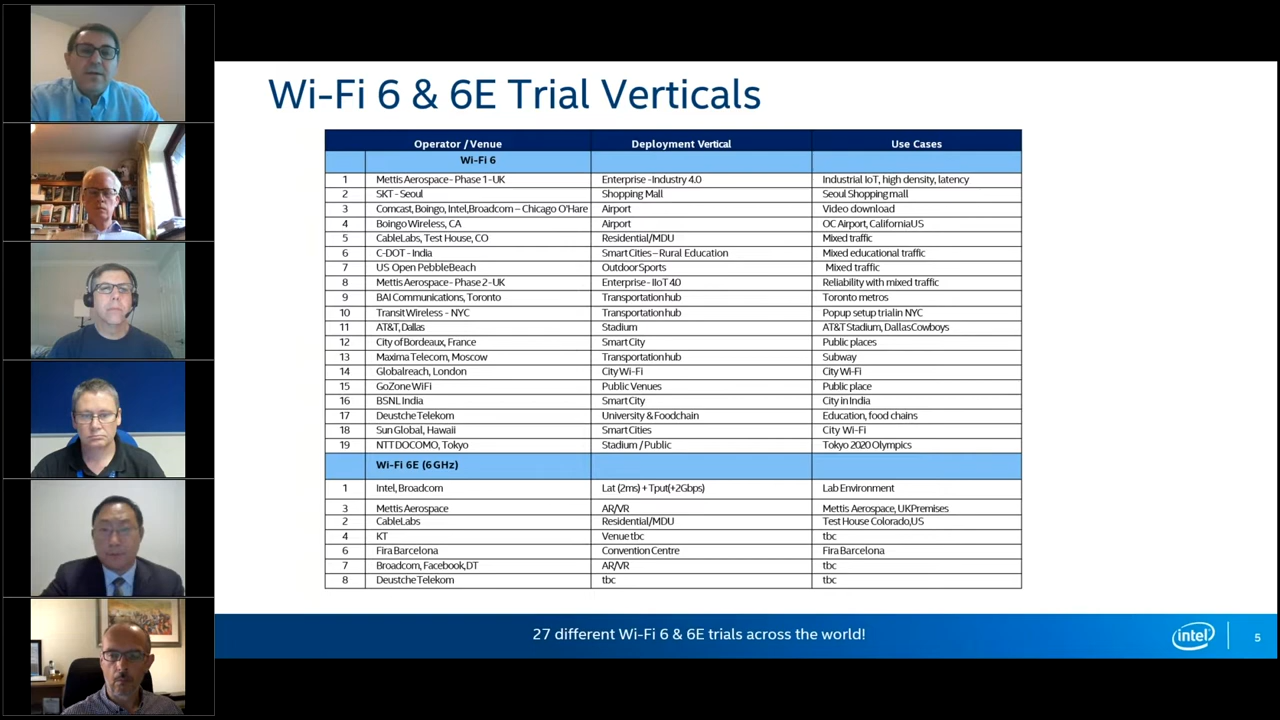 Wi-Fi 6 & 6E Trial Verticals
Operator / Venue Deployment Vertical Use Cases
Wi-Fi 6
1 Mettis Aerospace - Phase 1 - UK Enterprise - Industry 4.0 Industrial IoT, high density, latency
2 SKT - Seoul Shopping Mall Seoul Shopping mall
3 Comcast, Boingo, Intel, Broadcom – Chicago O'Hare Airport Video download
4 Boingo Wireless, CA Airport OC Airport, California US
5 CableLabs, Test House, CO Residential/MDU Mixed traffic
6 C-DOT - India Smart Cities – Rural Education Mixed educational traffic
7 US Open Pebble Beach Outdoor Sports Mixed traffic
8 Mettis Aerospace - Phase 2 - UK Enterprise - IIoT 4.0 Reliability with mixed traffic
9 BAI Communications, Toronto Transportation hub Toronto metros
10 Transit Wireless - NYC Transportation hub Popup setup trial in NYC
11 AT&T, Dallas Stadium AT&T Stadium, Dallas Cowboys
12 City of Bordeaux, France Smart City Public places
13 Maxima Telecom, Moscow Transportation hub Subway
14 Globalreach, London City Wi-Fi City Wi-Fi
15 GoZone WiFi Public Venues Public place
16 BSNL India Smart City City in India
17 Deustche Telekom University & Foodchain Education, food chains
18 Sun Global, Hawaii Smart Cities City Wi-Fi
19 NTT DOCOMO, Tokyo Stadium / Public Tokyo 2020 Olympics
Wi-Fi 6E (6 GHz)
1 Intel, Broadcom Lat (2ms) + Tput(+2Gbps) Lab Environment
3 Mettis Aerospace AR/VR Mettis Aerospace, UK Premises
2 CableLabs Residential/MDU Test House Colorado, US
4 KT Venue tbc tbc
6 Fira Barcelona Convention Centre Fira Barcelona
7 Broadcom, Facebook, DT AR/VR tbc
8 Deustche Telekom tbc tbc
27 different Wi-Fi 6 & 6E trials across the world!
intel 5